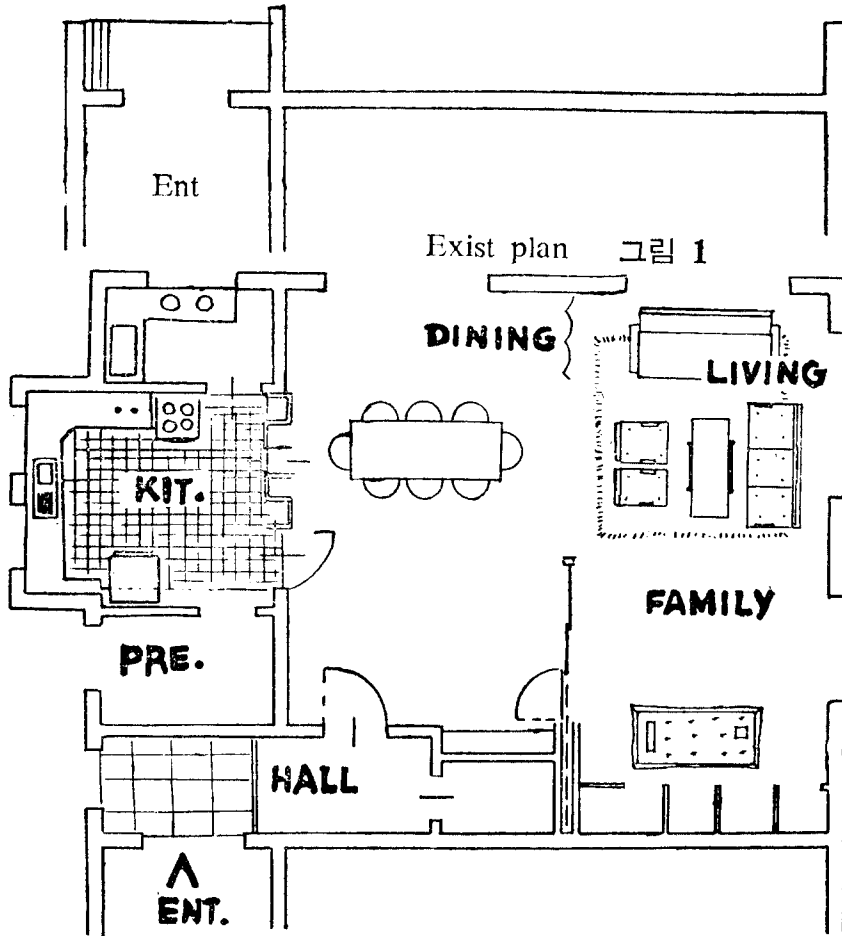 Ent
Exist plan 그림 1
DINING
LIVING
KIT.
FAMILY
PRE.
HALL
ENT.